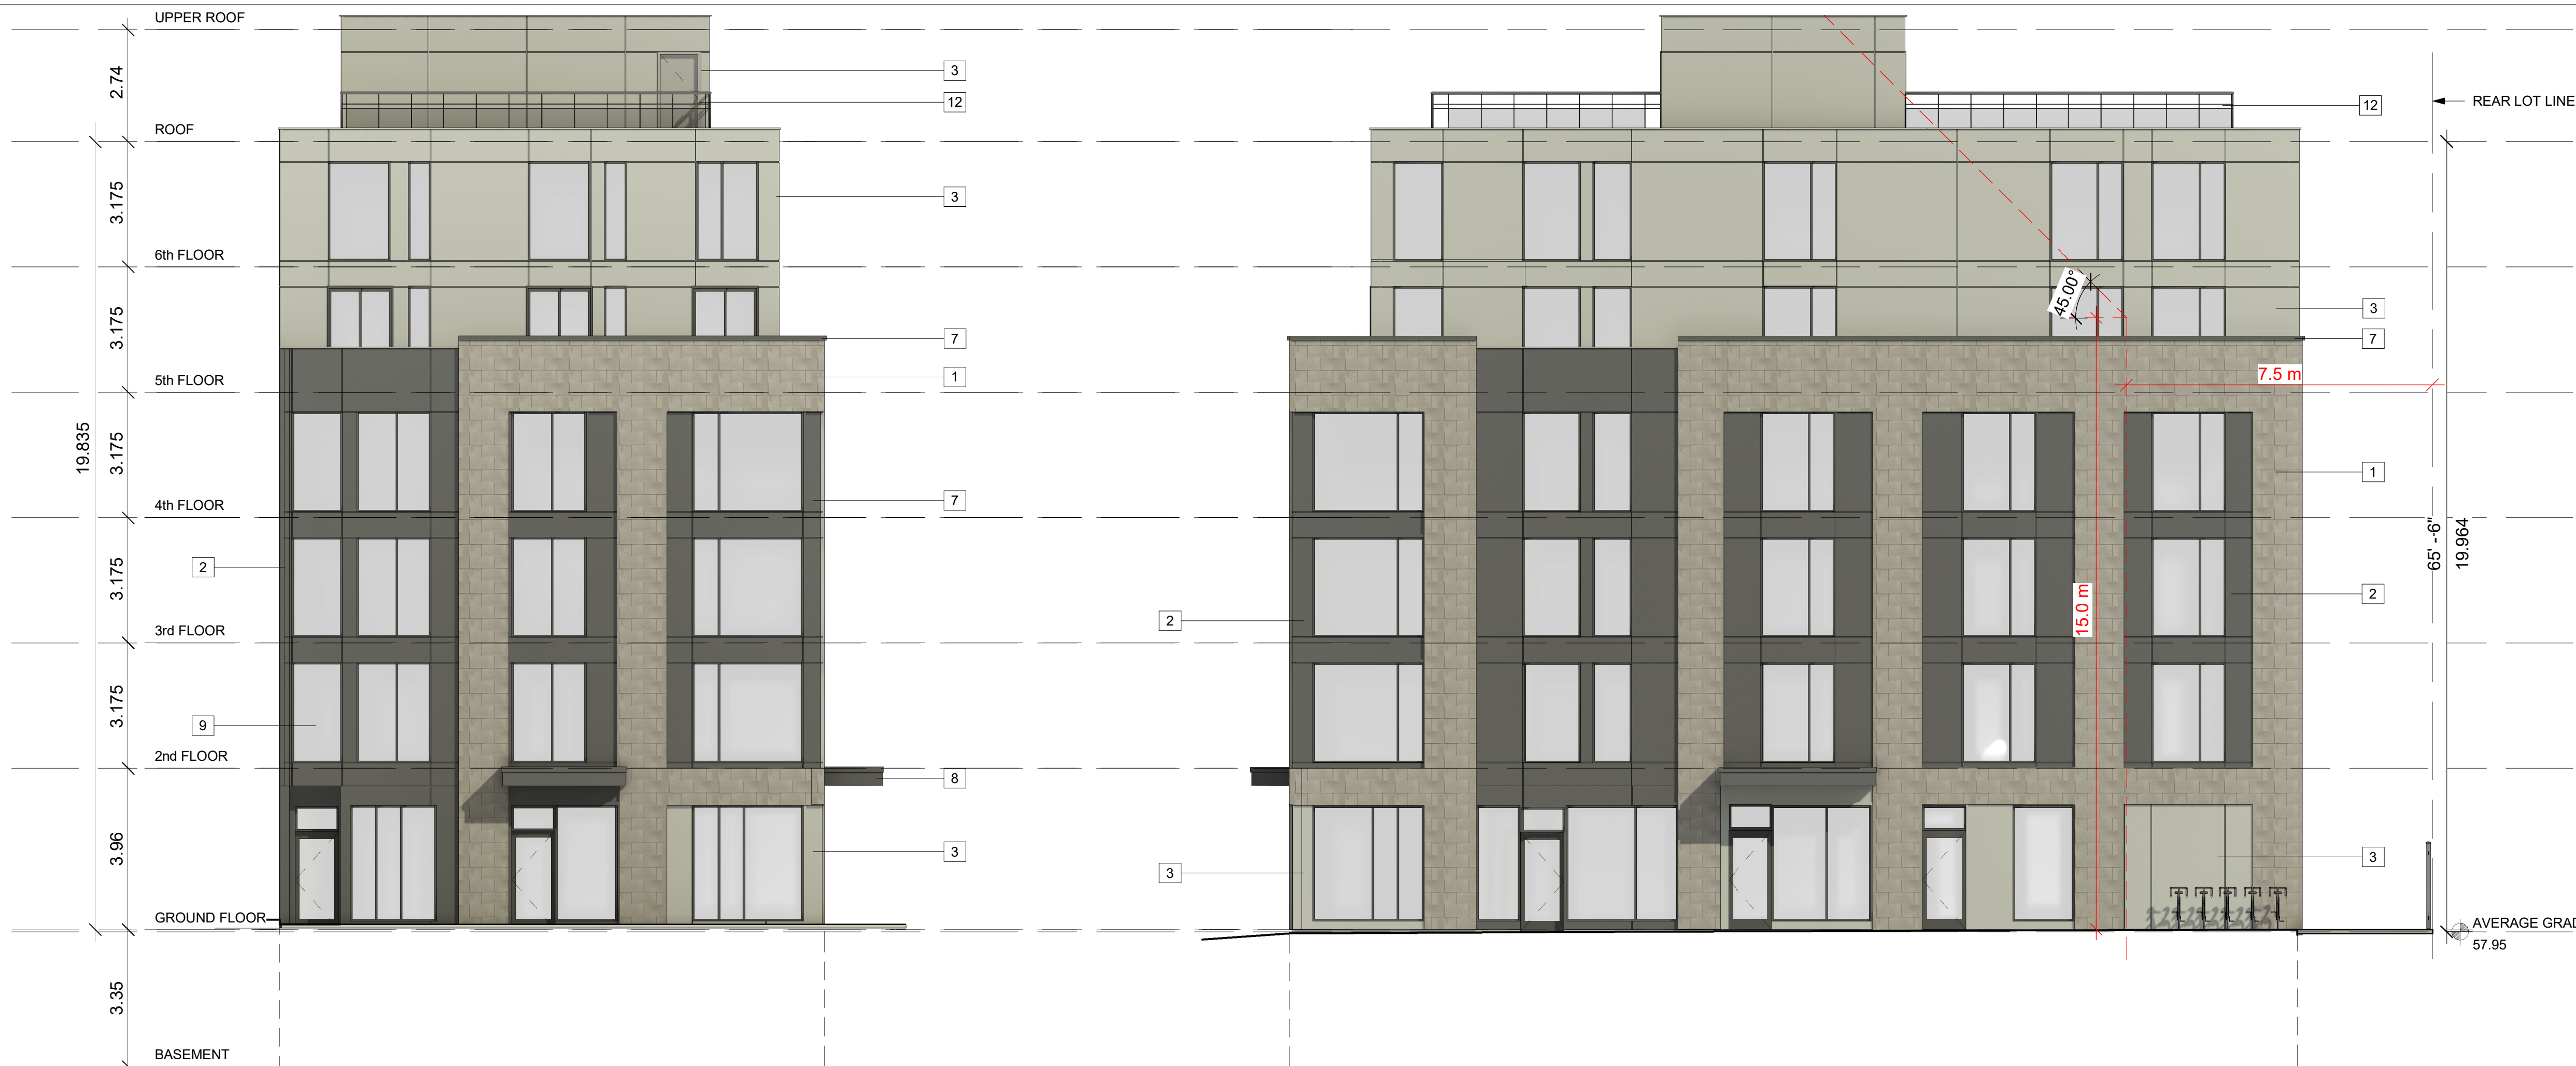 UPPER ROOF
2.74
3
12
12
REAR LOT LINE
ROOF
3.175
3
6th FLOOR
45.00°
3.175
3
7
7
5th FLOOR
1
7.5 m
19.835
3.175
1
4th FLOOR
7
65' -6"
19.964
2
3.175
15.0 m
2
2
3rd FLOOR
3.175
9
2nd FLOOR
8
3.96
3
3
3
GROUND FLOOR
AVERAGE GRAD
57.95
3.35
BASEMENT